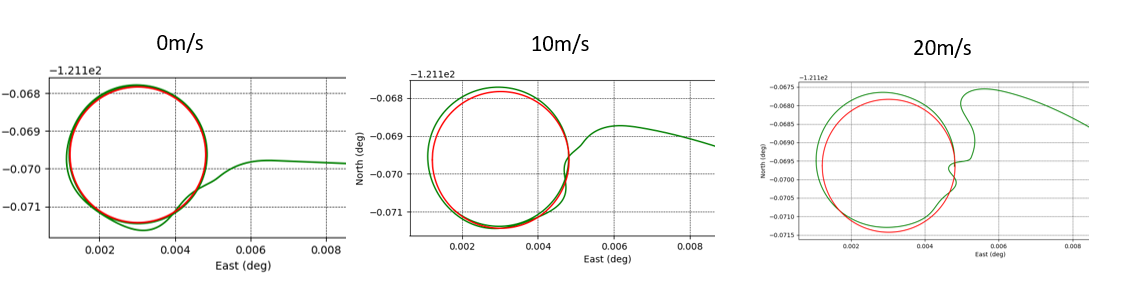 0m/s
10m/s
20m/s
−1.211e2
−0.068
−0.069
−0.070
−0.071
0.002
0.004
0.006
0.008
East (deg)
−1.211e2
North (deg)
−0.068
−0.069
−0.070
−0.071
0.002
0.004
0.006
0.008
East (deg)
−1.211e2
North (deg)
−0.0675
−0.0680
−0.0685
−0.0690
−0.0695
−0.0700
−0.0705
−0.0710
−0.0715
0.002
0.004
0.006
0.008
East (deg)